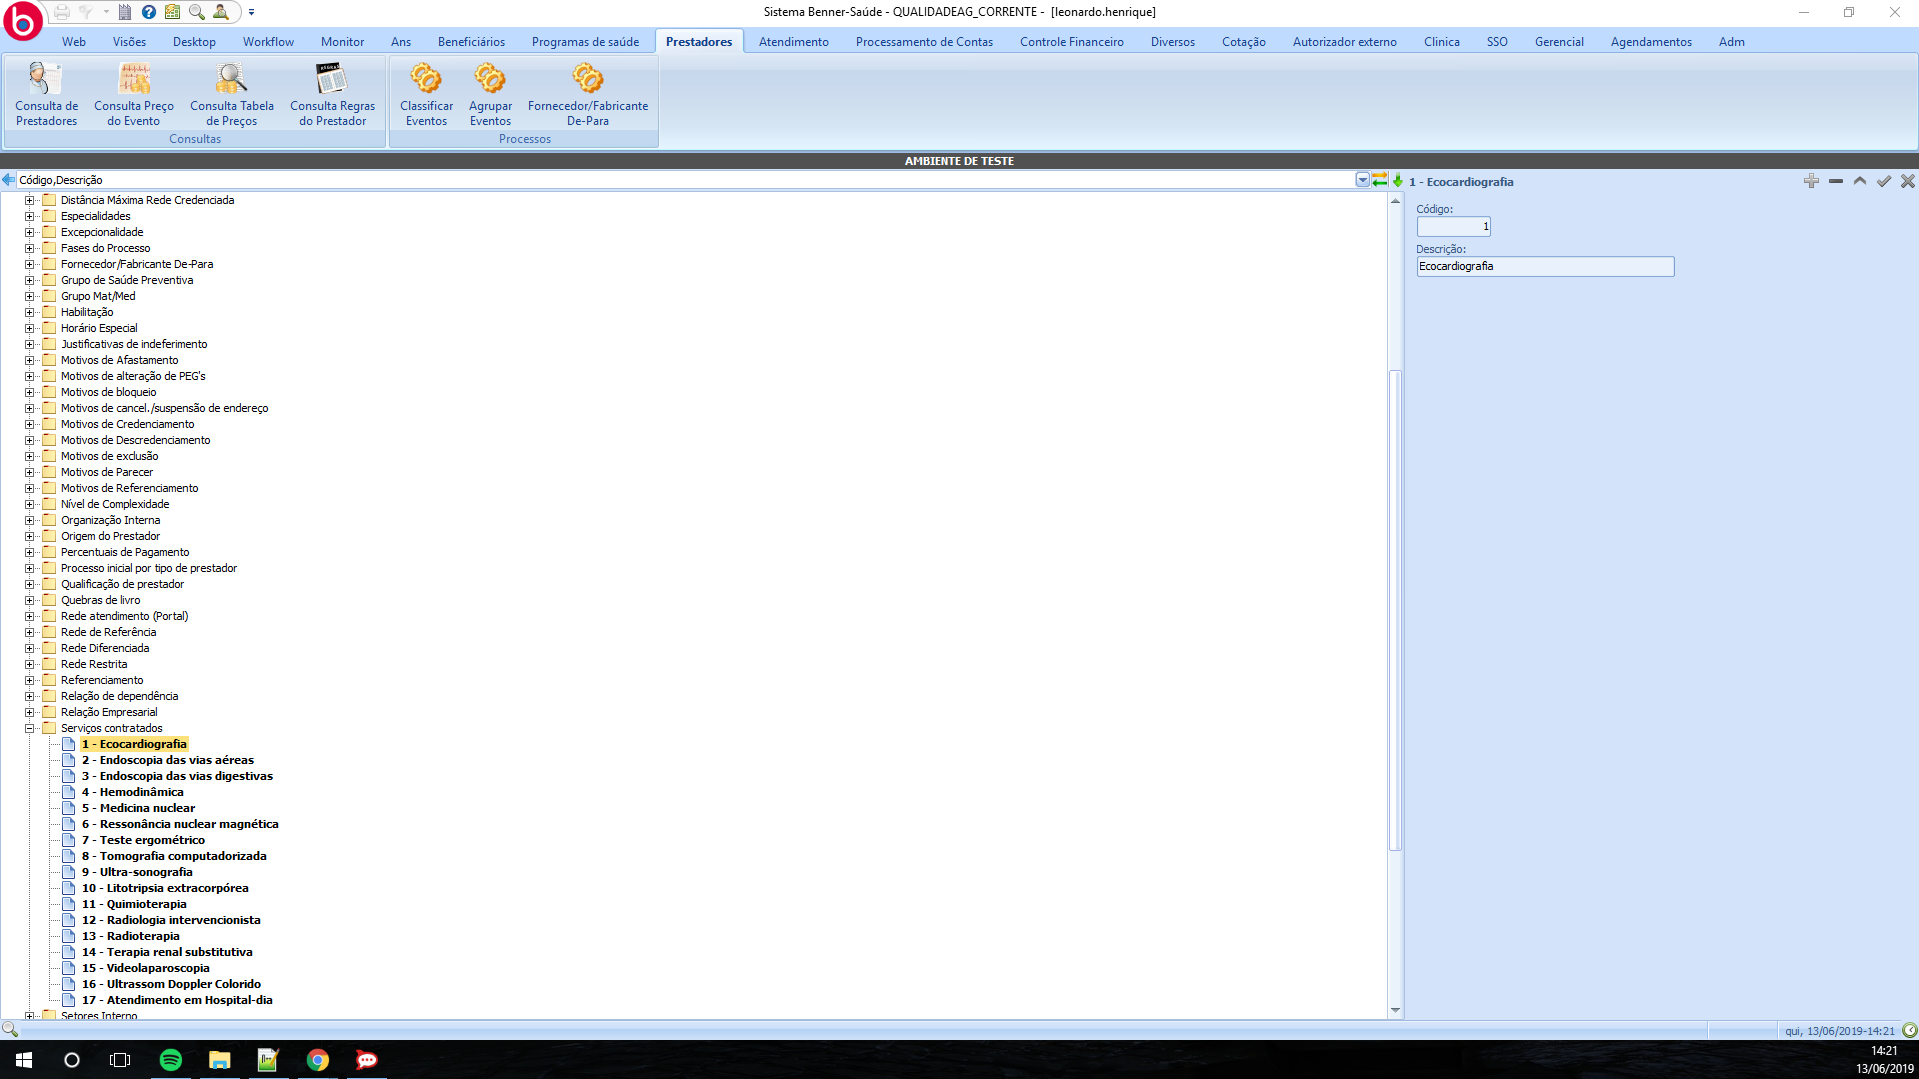 Sistema Benner-Saúde - QUALIDADEAG_CORRENTE - [leonardo.henrique]
Web Visões Desktop Workflow Monitor Ans Beneficiários Programas de saúde Prestadores Atendimento Processamento de Contas Controle Financeiro Diversos Cotação Autorizador externo Clinica SSO Gerencial Agendamentos Adm
Consulta de Prestadores
Consulta Preço do Evento
Consulta Tabela de Preços
Consulta Regras do Prestador
Classificar Eventos
Agrupar Eventos
Fornecedor/Fabricante De-Para
Consultas
Processos
AMBIENTE DE TESTE
Código,Descrição
Distância Máxima Rede Credenciada
Especialidades
Excepcionalidade
Fases do Processo
Fornecedor/Fabricante De-Para
Grupo de Saúde Preventiva
Grupo Mat/Med
Habilitação
Horário Especial
Justificativas de indeferimento
Motivos de Afastamento
Motivos de alteração de PEG's
Motivos de bloqueio
Motivos de cancel./suspensão de endereço
Motivos de Credenciamento
Motivos de Descredenciamento
Motivos de exclusão
Motivos de Parecer
Motivos de Referenciamento
Nível de Complexidade
Organização Interna
Origem do Prestador
Percentuais de Pagamento
Processo inicial por tipo de prestador
Qualificação de prestador
Quebras de livro
Rede atendimento (Portal)
Rede de Referência
Rede Diferenciada
Rede Restrita
Referenciamento
Relação de dependência
Relação Empresarial
Serviços contratados
1 - Ecocardiografia
2 - Endoscopia das vias aéreas
3 - Endoscopia das vias digestivas
4 - Hemodinâmica
5 - Medicina nuclear
6 - Ressonância nuclear magnética
7 - Teste ergométrico
8 - Tomografia computadorizada
9 - Ultra-sonografia
10 - Litotripsia extracorpórea
11 - Quimioterapia
12 - Radiologia intervencionista
13 - Radioterapia
14 - Terapia renal substitutiva
15 - Videolaparoscopia
16 - Ultrassom Doppler Colorido
17 - Atendimento em Hospital-dia
Setores Interno
1 - Ecocardiografia
Código:
1
Descrição:
Ecocardiografia
qui, 13/06/2019-14:21
14:21
13/06/2019